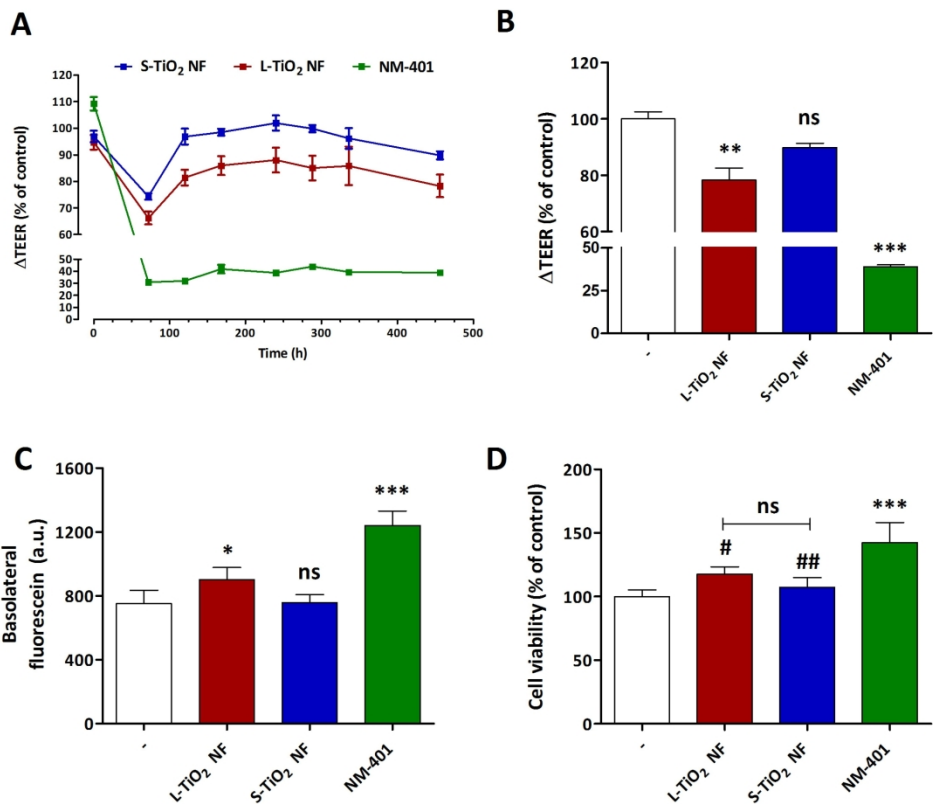 A
S-TiO₂ NF L-TiO₂ NF NM-401
ΔTEER (% of control)
120
110
100
90
80
70
60
50
40
30
20
10
0
0 100 200 300 400 500
Time (h)
B
ΔTEER (% of control)
120
100
80
60
50
25
0
**
ns
***
- L-TiO₂ NF S-TiO₂ NF NM-401
C
Basolateral
fluorescein (a.u.)
1600
1200
800
400
0
*
ns
***
- L-TiO₂ NF S-TiO₂ NF NM-401
D
Cell viability (% of control)
200
150
100
50
0
ns
#
##
***
- L-TiO₂ NF S-TiO₂ NF NM-401